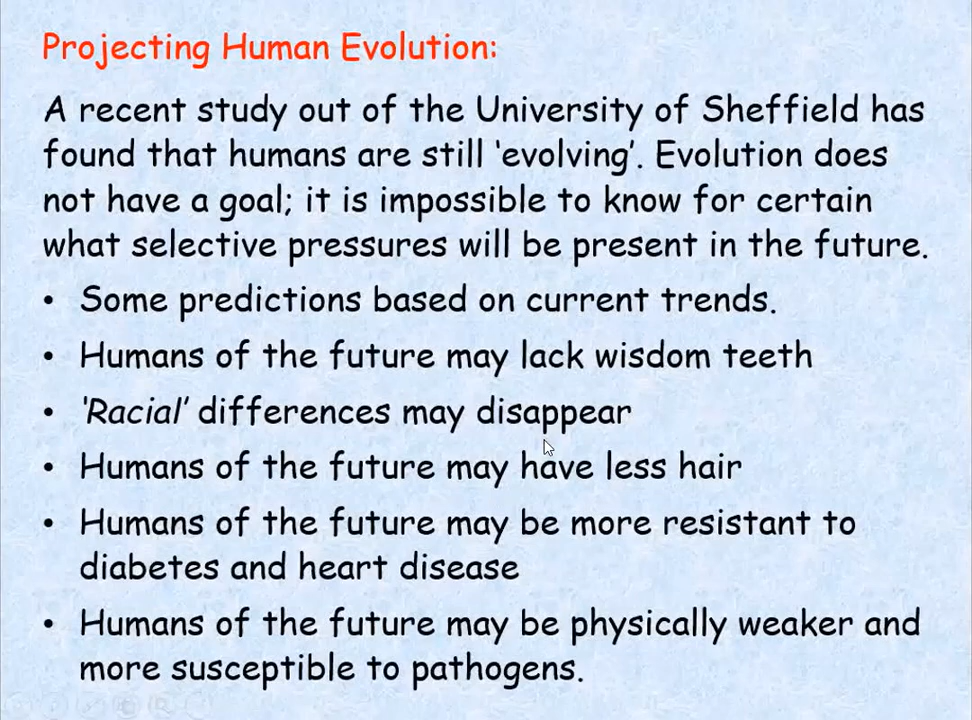 Projecting Human Evolution:
A recent study out of the University of Sheffield has
found that humans are still ‘evolving’. Evolution does
not have a goal; it is impossible to know for certain
what selective pressures will be present in the future.
• Some predictions based on current trends.
• Humans of the future may lack wisdom teeth
• ‘Racial’ differences may disappear
• Humans of the future may have less hair
• Humans of the future may be more resistant to
diabetes and heart disease
• Humans of the future may be physically weaker and
more susceptible to pathogens.